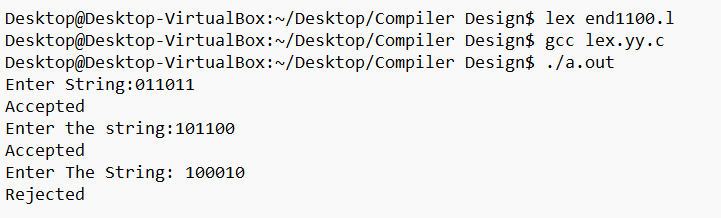 Desktop@Desktop-VirtualBox:~/Desktop/Compiler Design$ lex end1100.l
Desktop@Desktop-VirtualBox:~/Desktop/Compiler Design$ gcc lex.yy.c
Desktop@Desktop-VirtualBox:~/Desktop/Compiler Design$ ./a.out
Enter String:011011
Accepted
Enter the string:101100
Accepted
Enter The String: 100010
Rejected